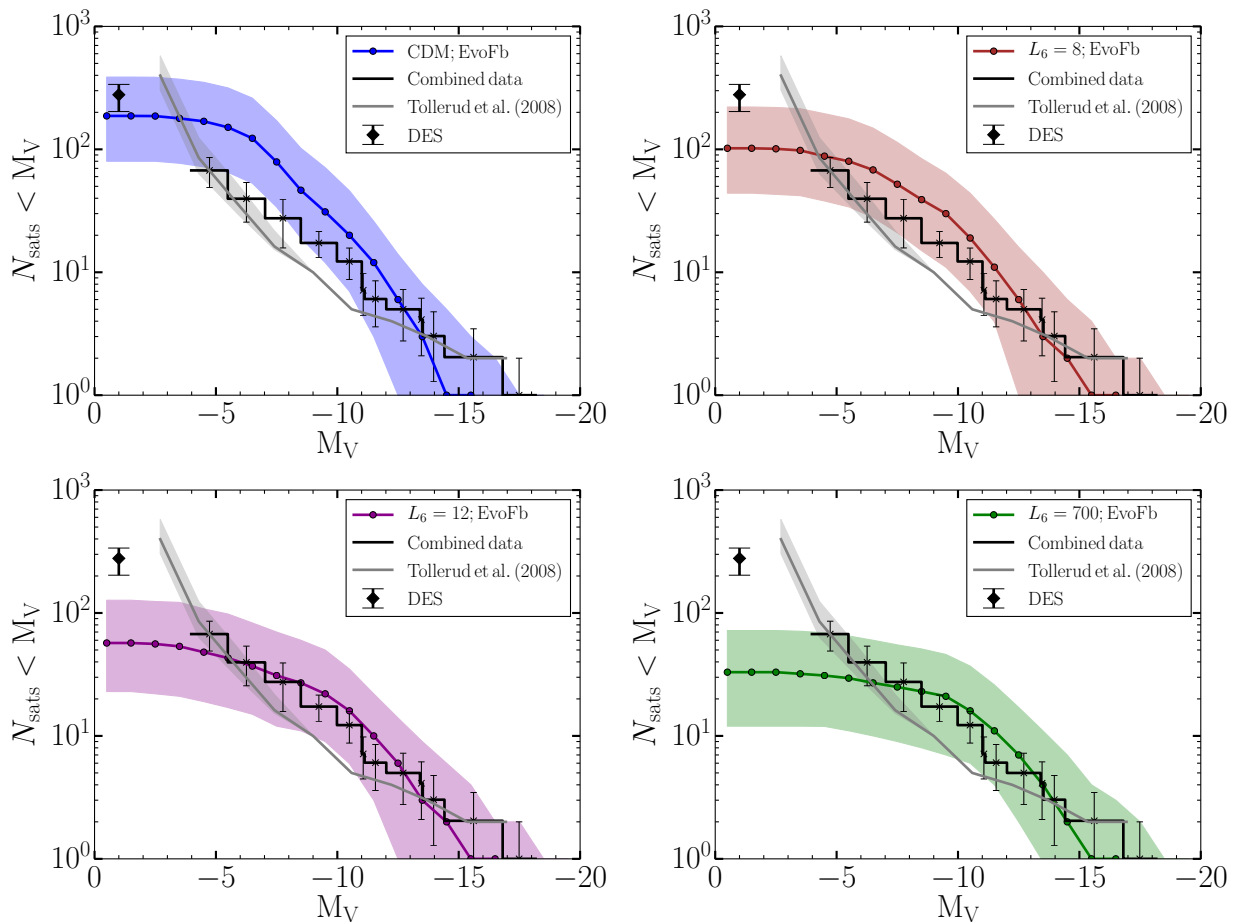 10³
10²
10¹
10⁰
N_sats < M_V
0
−5
−10
−15
−20
M_V
CDM; EvoFb
Combined data
Tollerud et al. (2008)
DES
10³
10²
10¹
10⁰
N_sats < M_V
0
−5
−10
−15
−20
M_V
L₆ = 8; EvoFb
Combined data
Tollerud et al. (2008)
DES
10³
10²
10¹
10⁰
N_sats < M_V
0
−5
−10
−15
−20
M_V
L₆ = 12; EvoFb
Combined data
Tollerud et al. (2008)
DES
10³
10²
10¹
10⁰
N_sats < M_V
0
−5
−10
−15
−20
M_V
L₆ = 700; EvoFb
Combined data
Tollerud et al. (2008)
DES